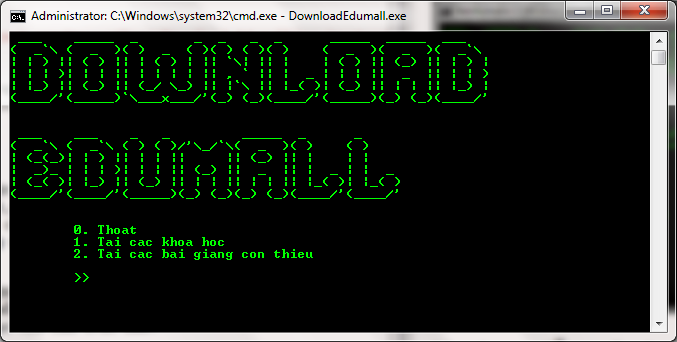 Administrator: C:\Windows\system32\cmd.exe - DownloadEdumall.exe
DOWNLOAD
EDUMALL
0. Thoat
1. Tai cac khoa hoc
2. Tai cac bai giang con thieu
>>